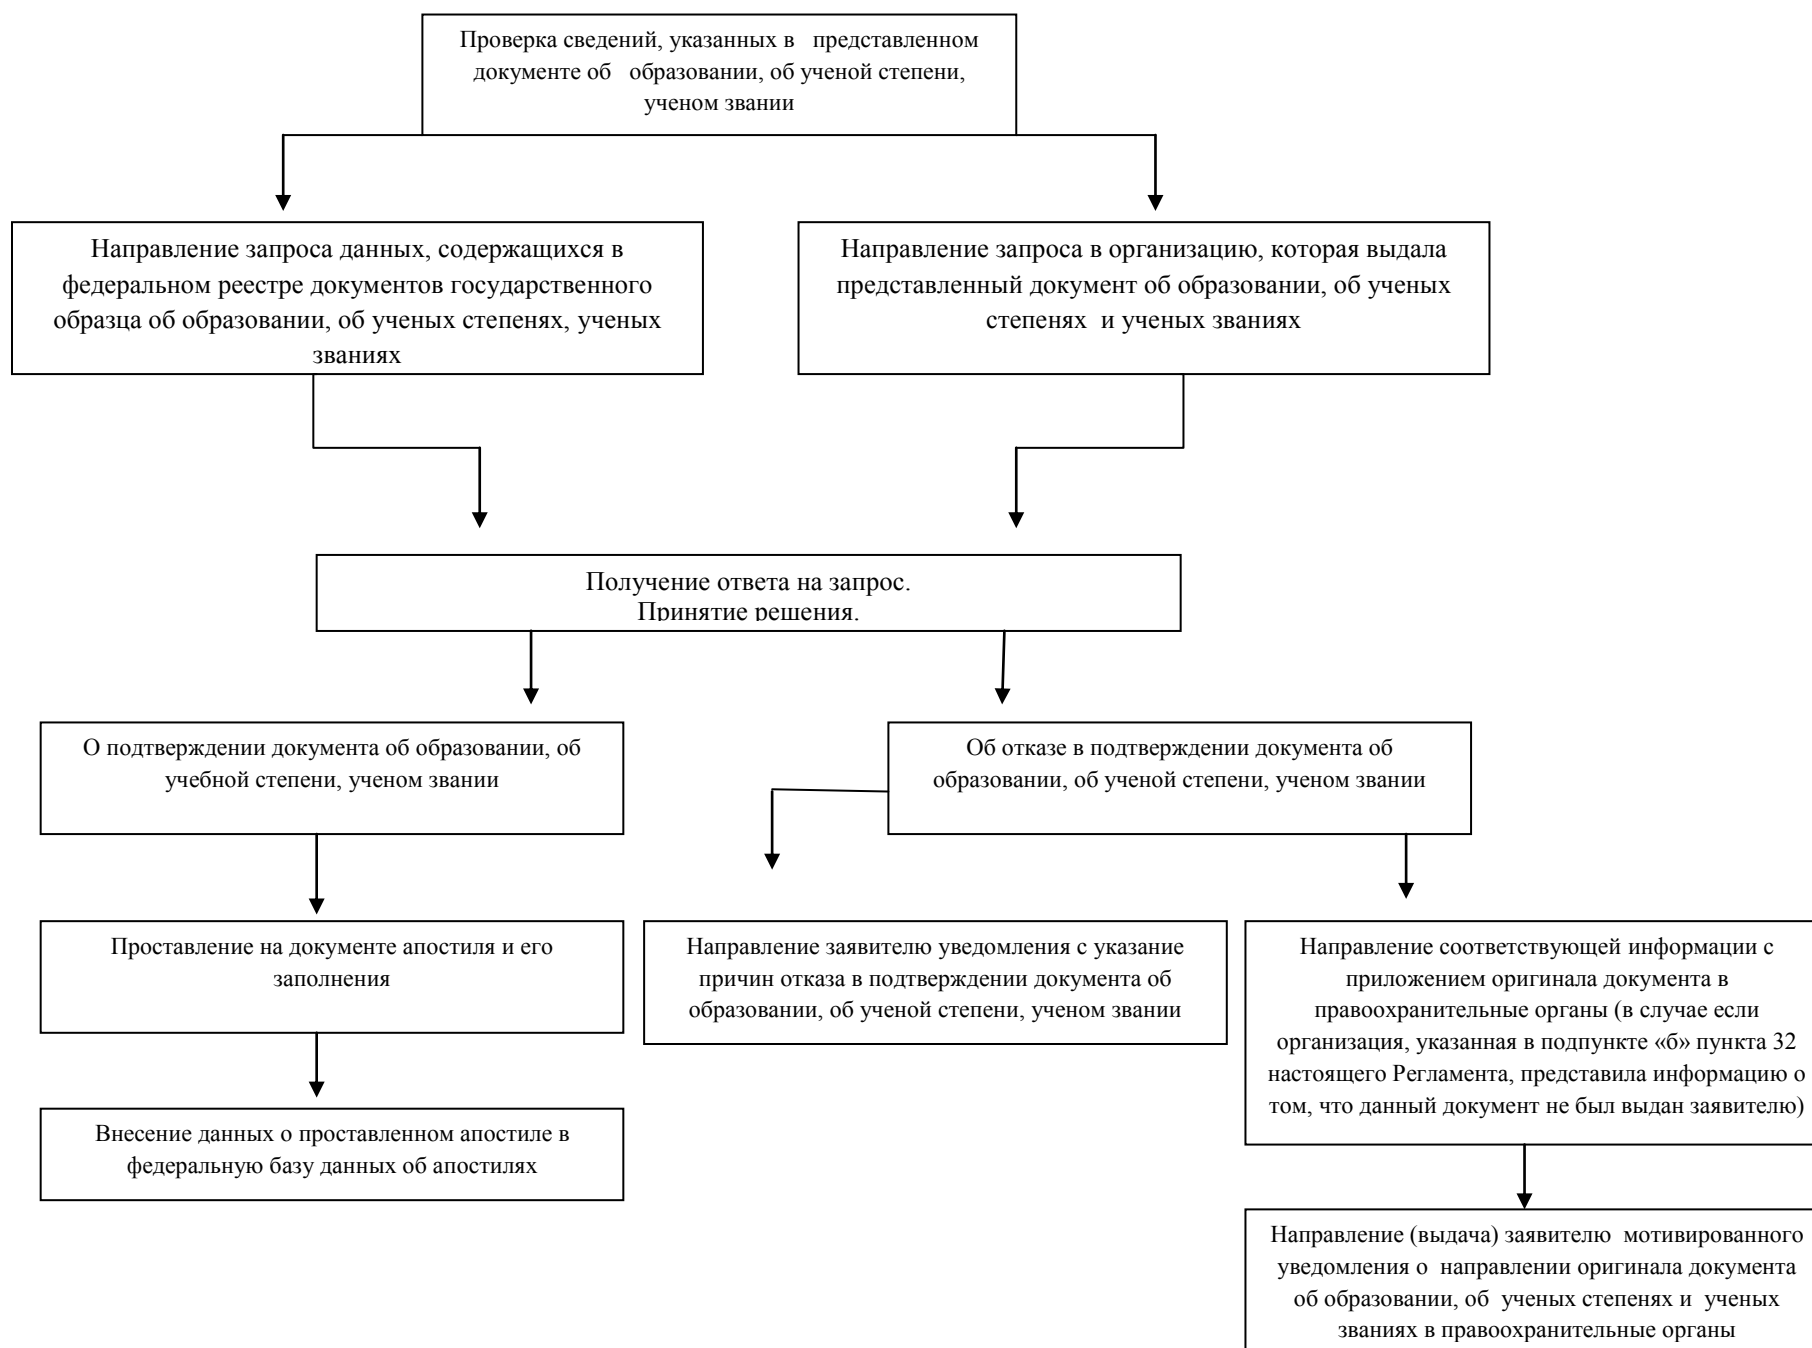 Проверка сведений, указанных в представленном
документе об образовании, об ученой степени,
ученом звании
Направление запроса данных, содержащихся в
федеральном реестре документов государственного
образца об образовании, об ученых степенях, ученых
званиях
Направление запроса в организацию, которая выдала
представленный документ об образовании, об ученых
степенях и ученых званиях
Получение ответа на запрос.
Принятие решения.
О подтверждении документа об образовании, об
учебной степени, ученом звании
Об отказе в подтверждении документа об
образовании, об ученой степени, ученом звании
Проставление на документе апостиля и его
заполнения
Направление заявителю уведомления с указание
причин отказа в подтверждении документа об
образовании, об ученой степени, ученом звании
Направление соответствующей информации с
приложением оригинала документа в
правоохранительные органы (в случае если
организация, указанная в подпункте «б» пункта 32
настоящего Регламента, представила информацию о
том, что данный документ не был выдан заявителю)
Внесение данных о проставленном апостиле в
федеральную базу данных об апостилях
Направление (выдача) заявителю мотивированного
уведомления о направлении оригинала документа
об образовании, об ученых степенях и ученых
званиях в правоохранительные органы